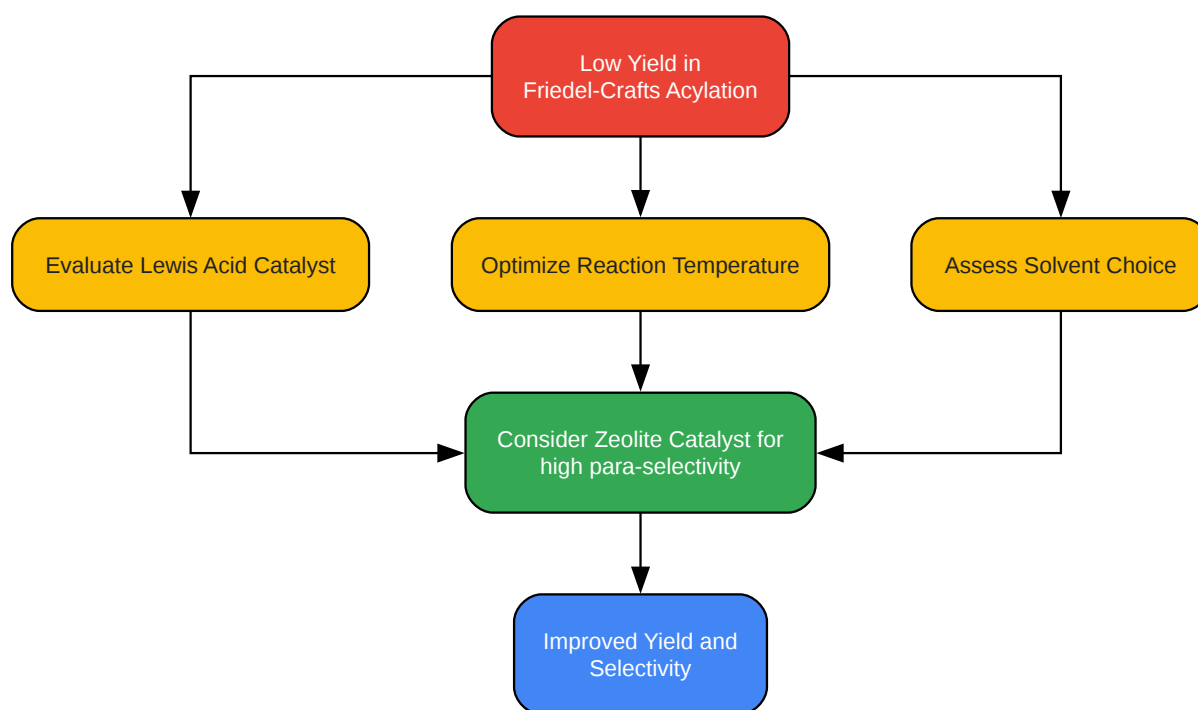 Low Yield in
Friedel-Crafts Acylation
Evaluate Lewis Acid Catalyst
Optimize Reaction Temperature
Assess Solvent Choice
Consider Zeolite Catalyst for
high para-selectivity
Improved Yield and
Selectivity